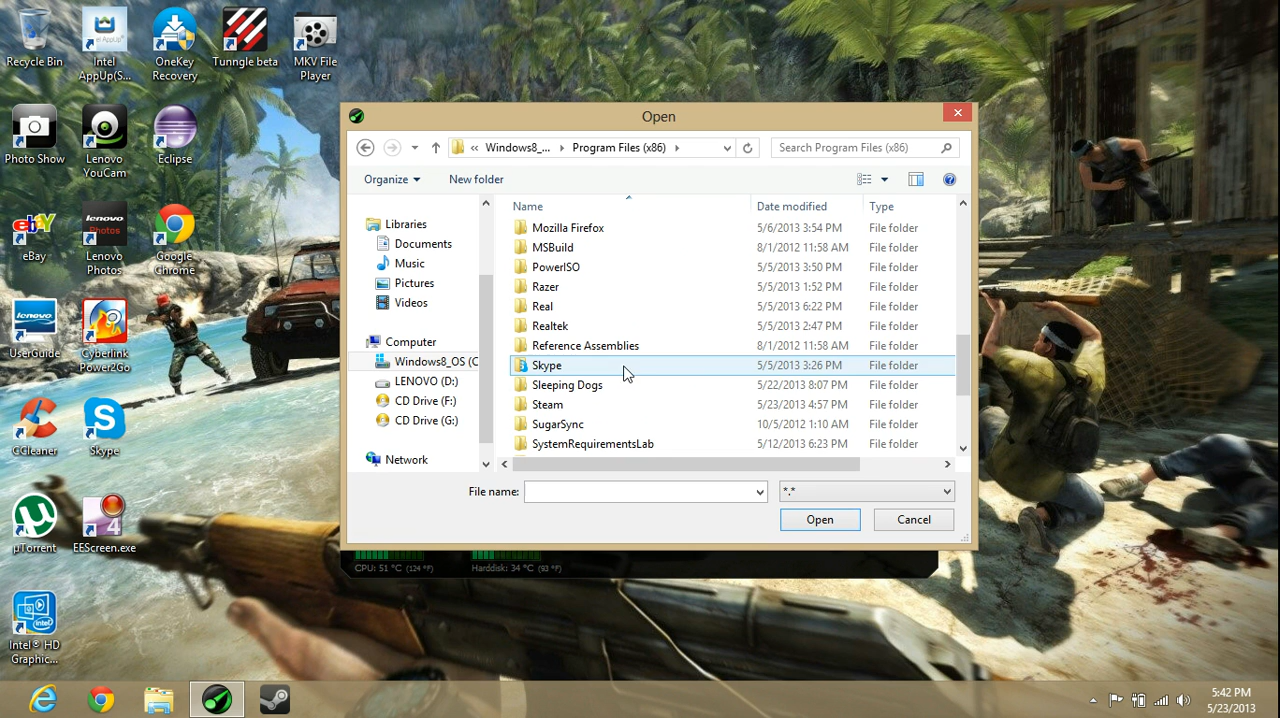 Recycle Bin
Intel
AppUp(S...
OneKey
Recovery
Tunngle beta
MKV File
Player
Photo Show
Lenovo
YouCam
Eclipse
ebY
eBay
lenovo
Photos
Lenovo
Photos
Google
Chrome
lenovo
UserGuide
Cyberlink
Power2Go
CCleaner
Skype
µTorrent
4
EEScreen.exe
Intel® HD
Graphic...
Open
« Windows8_... Program Files (x86)
Search Program Files (x86)
Organize
New folder
Libraries
Documents
Music
Pictures
Videos
Computer
Windows8_OS (C
LENOVO (D:)
CD Drive (F:)
CD Drive (G:)
Network
Name Date modified Type
Mozilla Firefox 5/6/2013 3:54 PM File folder
MSBuild 8/1/2012 11:58 AM File folder
PowerISO 5/5/2013 3:50 PM File folder
Razer 5/5/2013 1:52 PM File folder
Real 5/5/2013 6:22 PM File folder
Realtek 5/5/2013 2:47 PM File folder
Reference Assemblies 8/1/2012 11:58 AM File folder
Skype 5/5/2013 3:26 PM File folder
Sleeping Dogs 5/22/2013 8:07 PM File folder
Steam 5/23/2013 4:57 PM File folder
SugarSync 10/5/2012 1:10 AM File folder
SystemRequirementsLab 5/12/2013 6:23 PM File folder
File name:
*.*
Open
Cancel
CPU: 51 °C (124 °F)
Harddisk: 34 °C (93 °F)
5:42 PM
5/23/2013